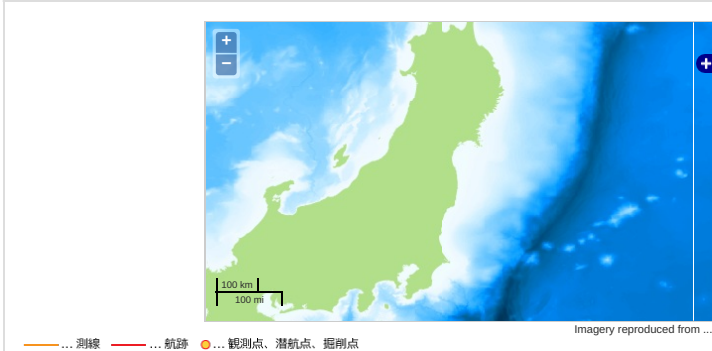 +
−
+
100 km
100 mi
Imagery reproduced from ...
... 測線 ... 航跡 ... 観測点、潜航点、掘削点